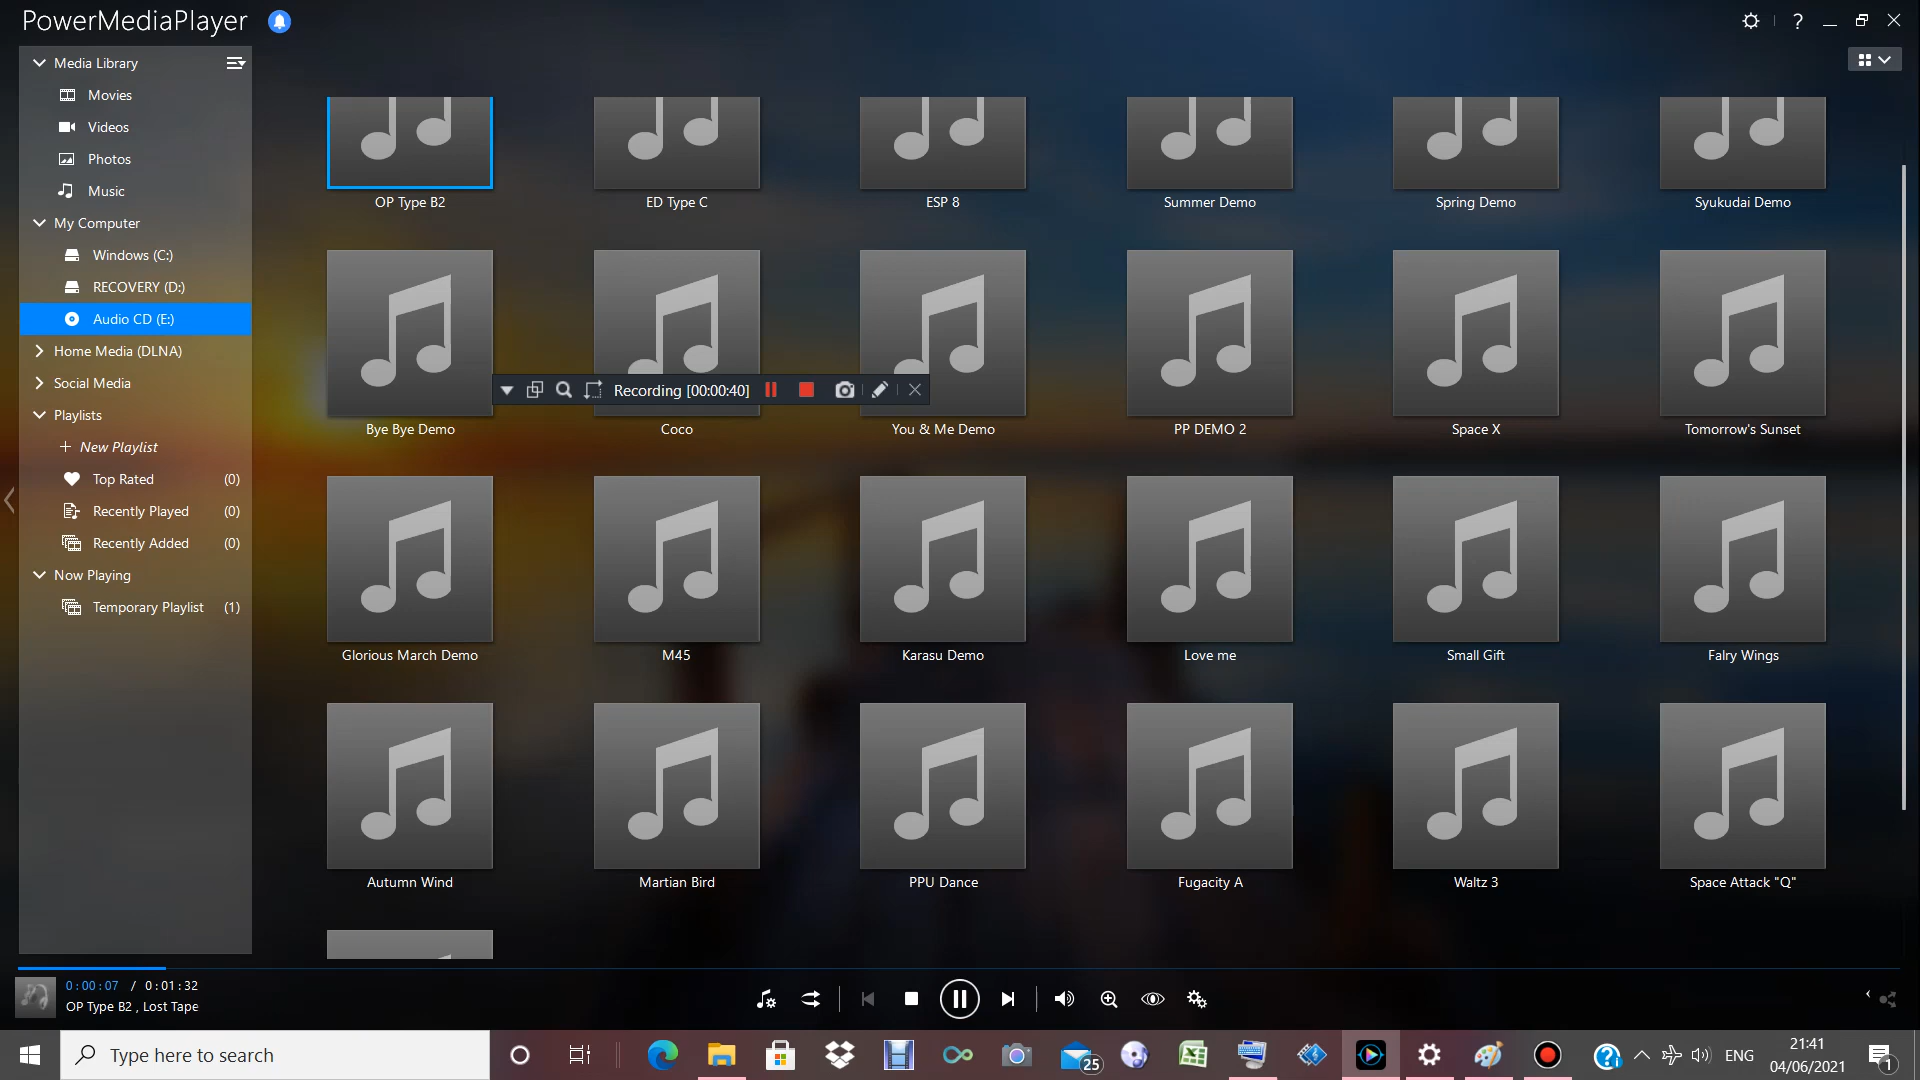 PowerMediaPlayer
Media Library
Movies
Videos
Photos
Music
My Computer
Windows (C:)
RECOVERY (D:)
Audio CD (E:)
Home Media (DLNA)
Social Media
Playlists
New Playlist
Top Rated (0)
Recently Played (0)
Recently Added (0)
Now Playing
Temporary Playlist (1)
OP Type B2 ED Type C ESP 8 Summer Demo Spring Demo Syukudai Demo
Recording [00:00:40]
Bye Bye Demo Coco You & Me Demo PP DEMO 2 Space X Tomorrow's Sunset
Glorious March Demo M45 Karasu Demo Love me Small Gift Falry Wings
Autumn Wind Martian Bird PPU Dance Fugacity A Waltz 3 Space Attack "Q"
0:00:07 / 0:01:32
OP Type B2 , Lost Tape
Type here to search
25
ENG
21:41
04/06/2021
1